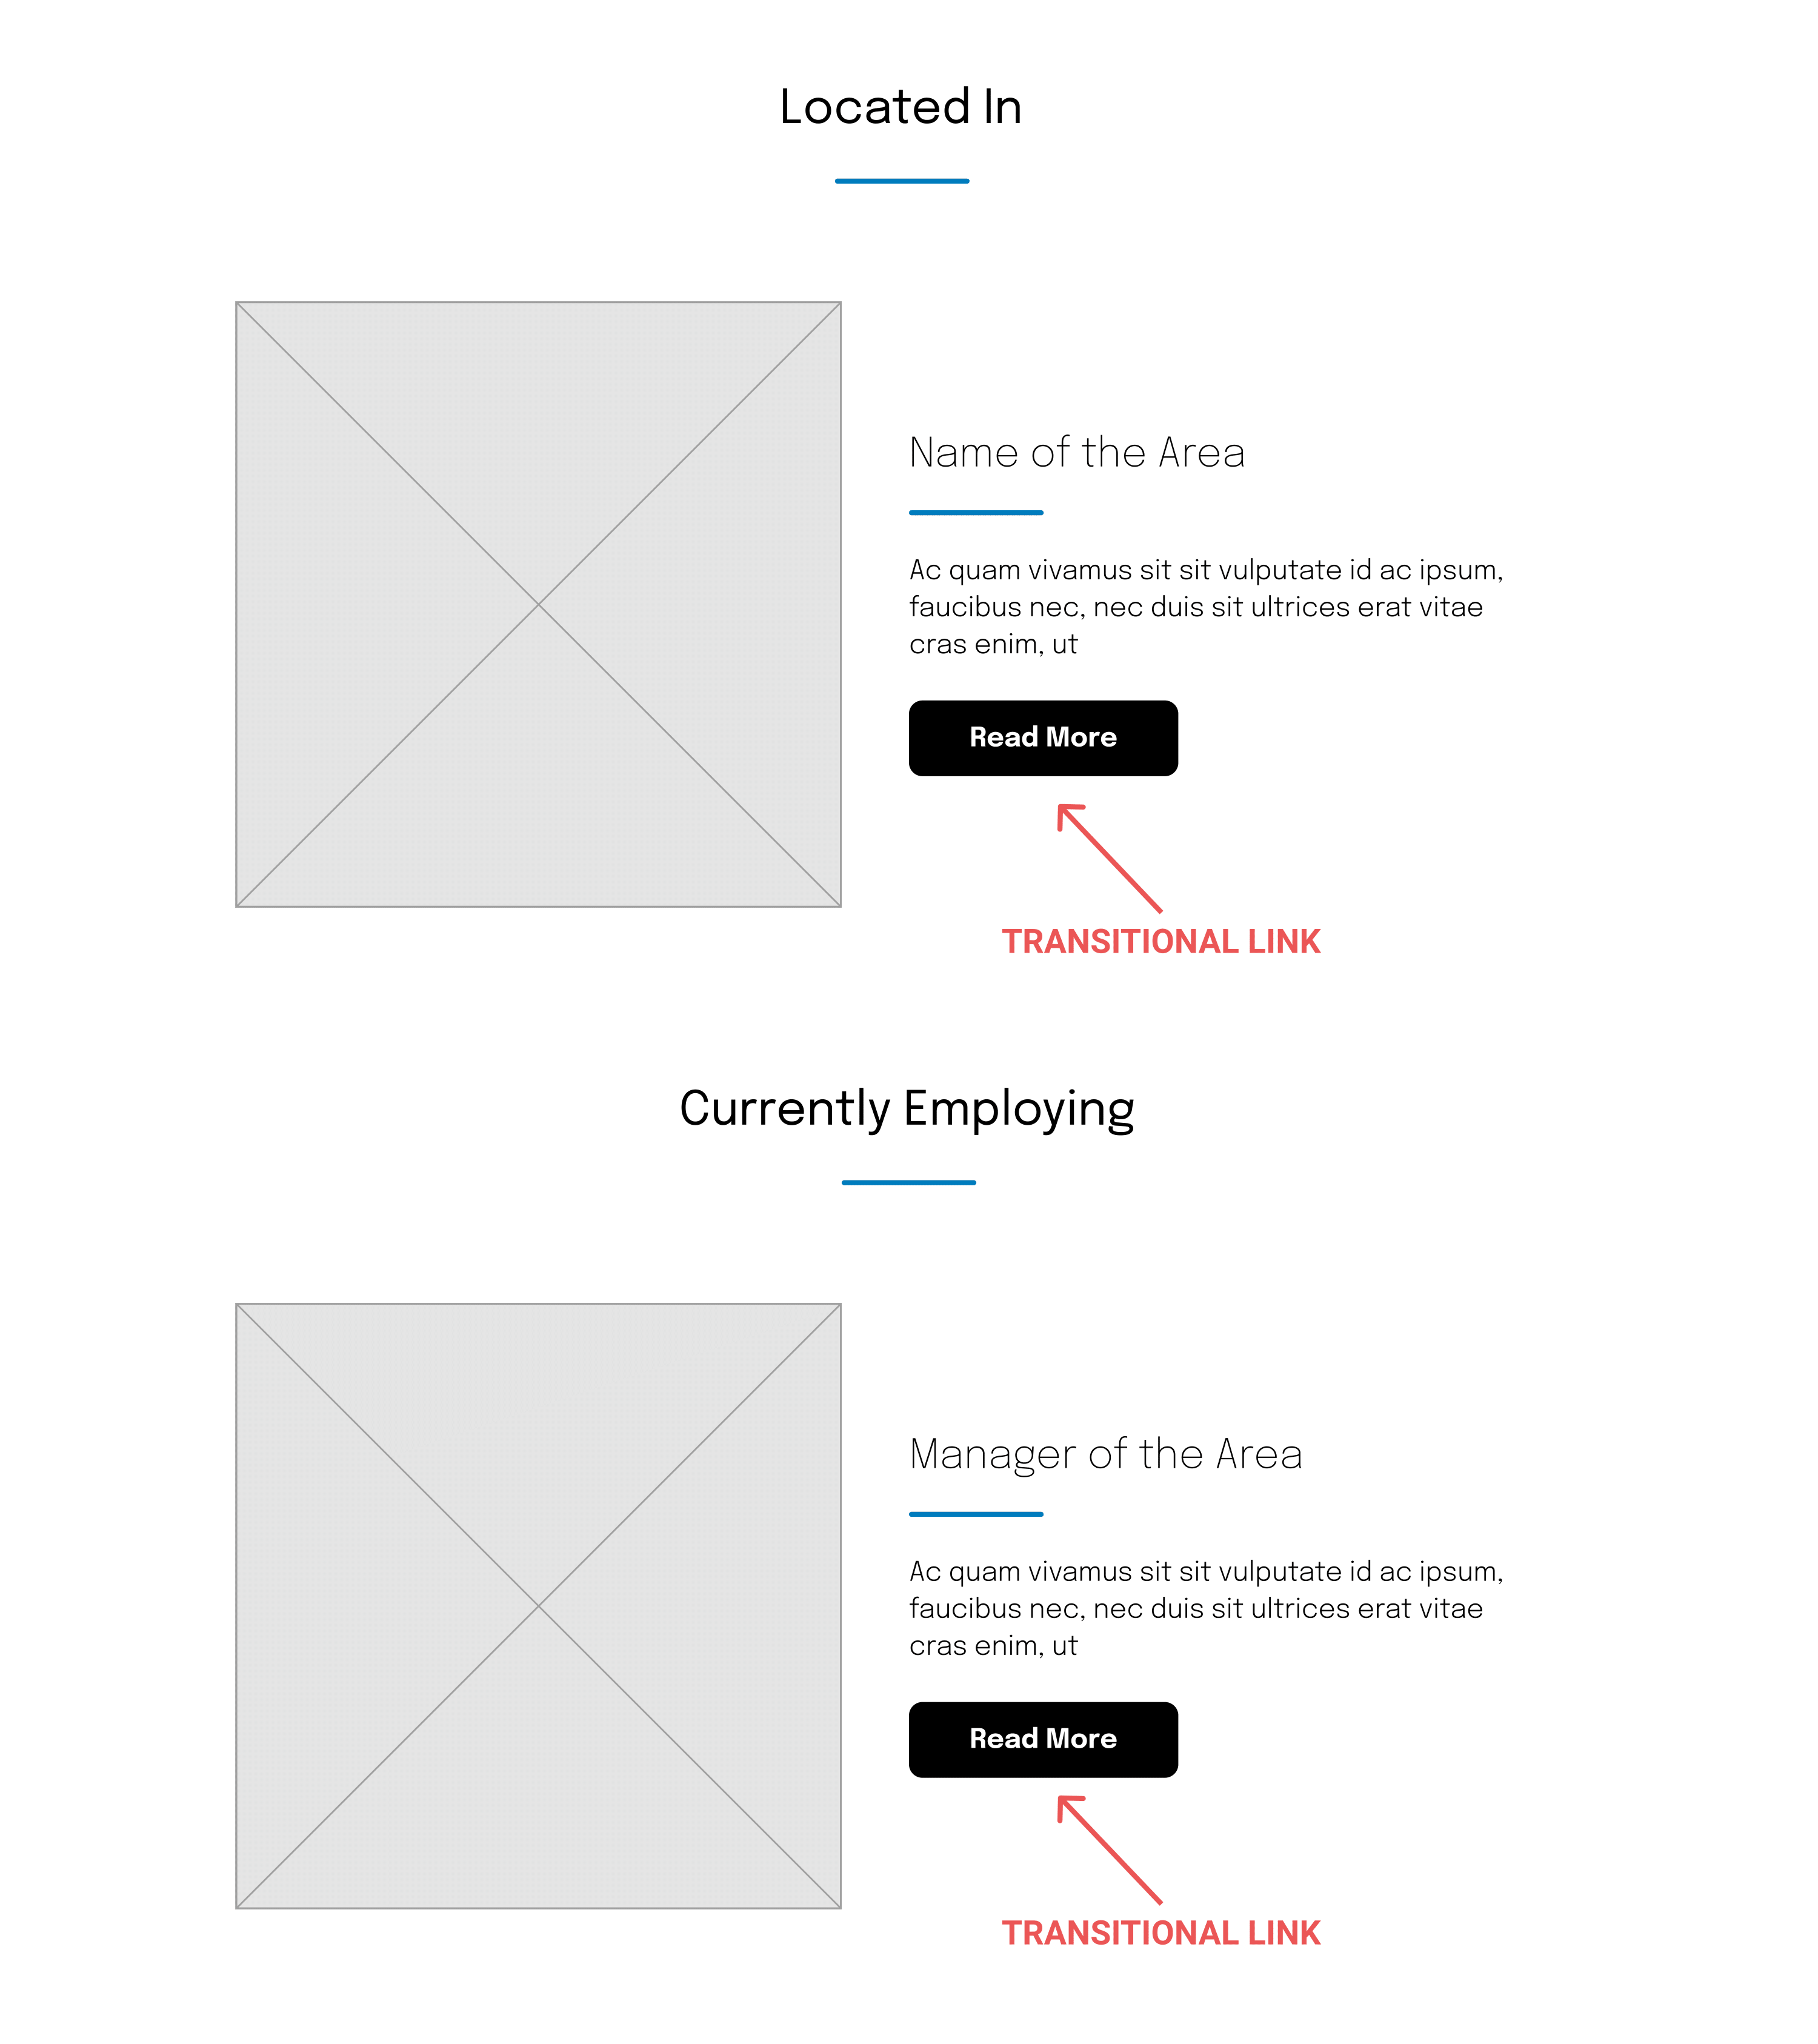 Located In
Name of the Area
Ac quam vivamus sit sit vulputate id ac ipsum,
faucibus nec, nec duis sit ultrices erat vitae
cras enim, ut
Read More
TRANSITIONAL LINK
Currently Employing
Manager of the Area
Ac quam vivamus sit sit vulputate id ac ipsum,
faucibus nec, nec duis sit ultrices erat vitae
cras enim, ut
Read More
TRANSITIONAL LINK